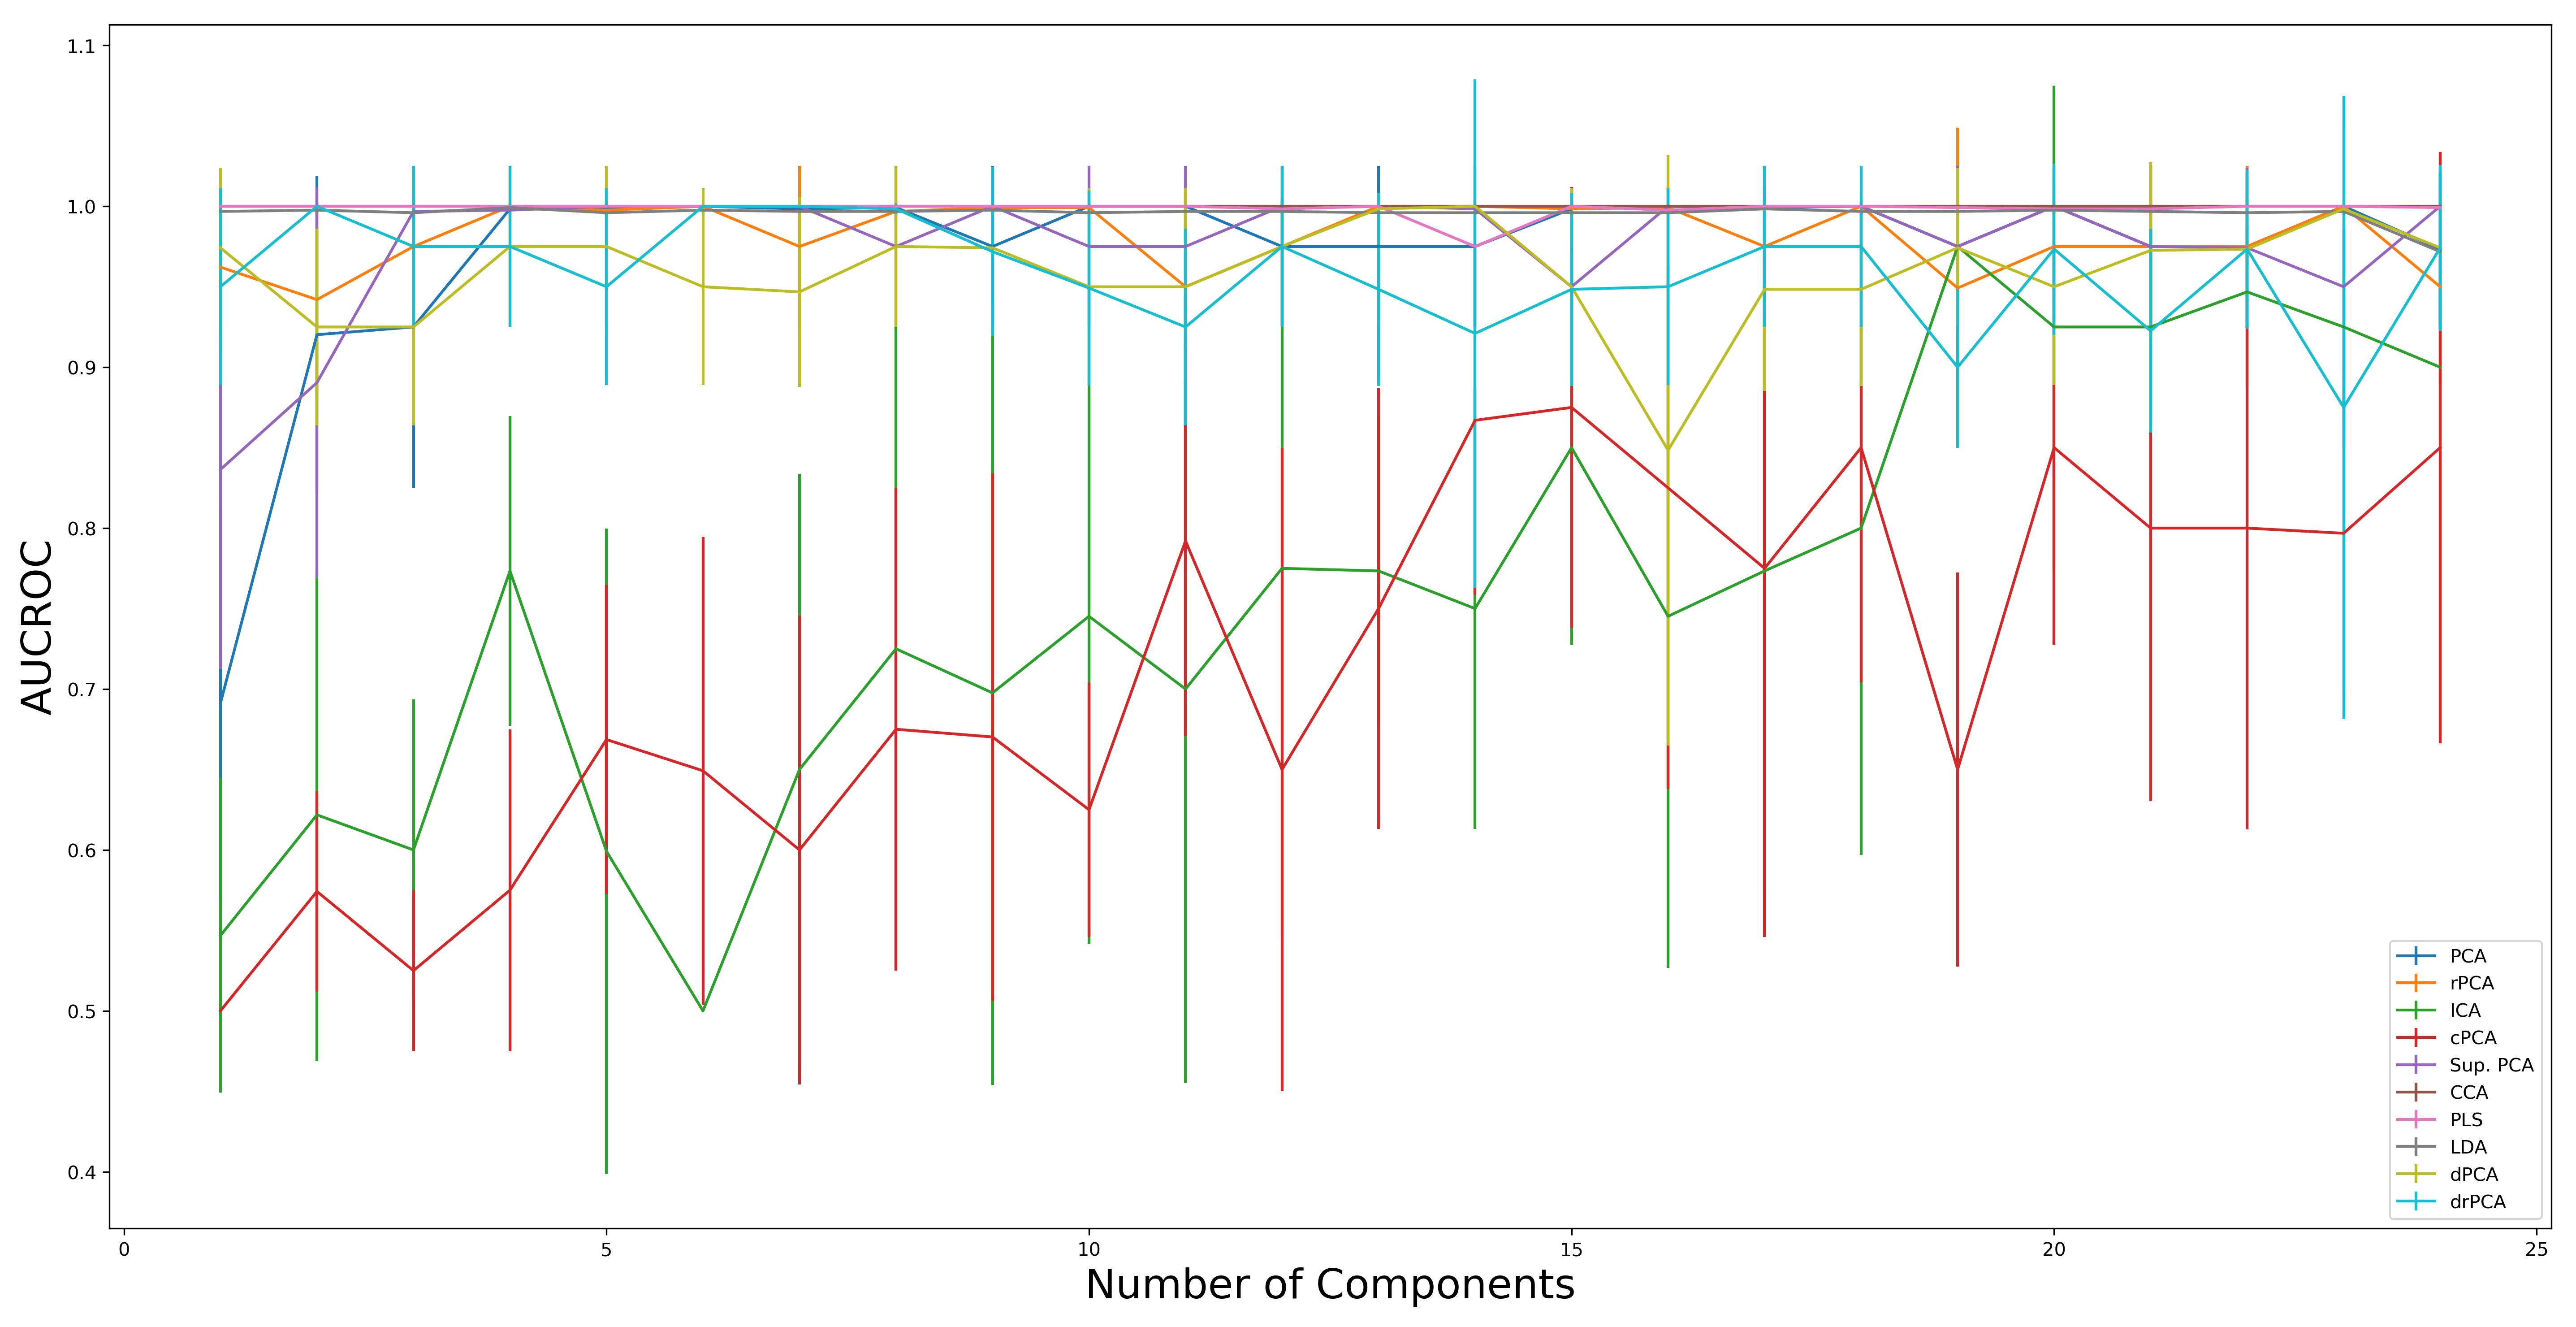 1.1
1.0
0.9
0.8
0.7
0.6
0.5
0.4
AUCROC
0
5
10
15
20
25
Number of Components
PCA
rPCA
ICA
cPCA
Sup. PCA
CCA
PLS
LDA
dPCA
drPCA